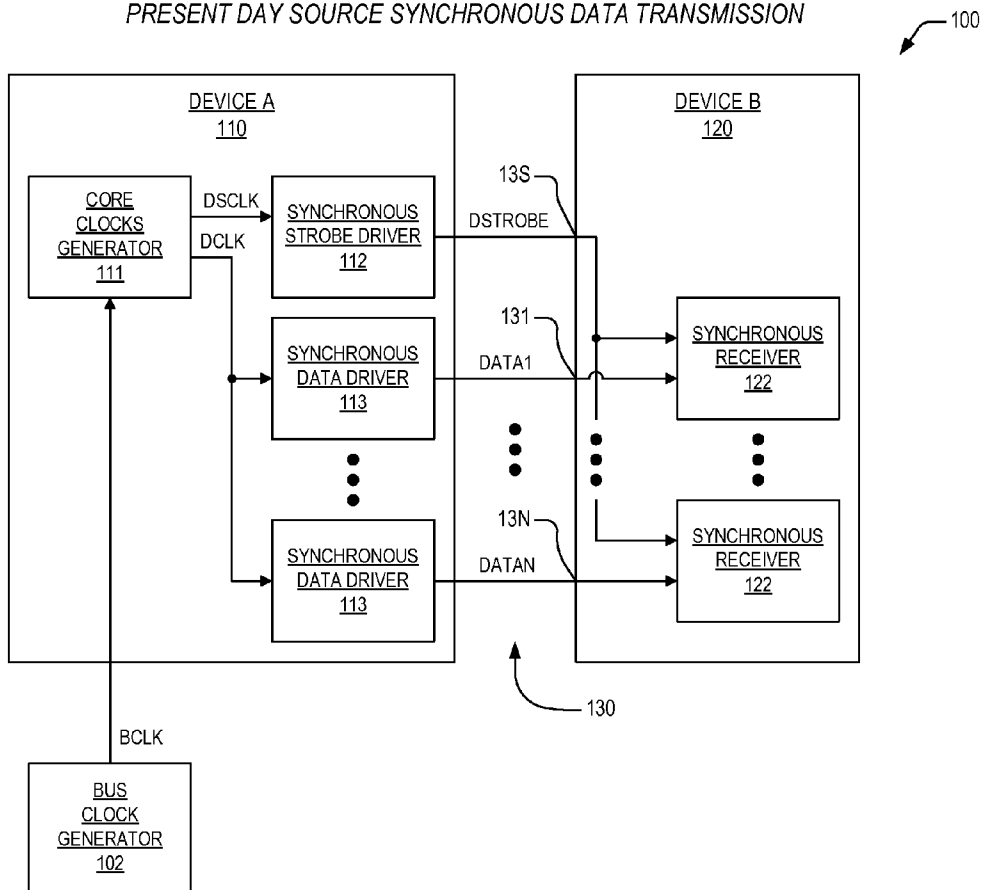 PRESENT DAY SOURCE SYNCHRONOUS DATA TRANSMISSION
100
DEVICE A
110
DEVICE B
120
CORE
CLOCKS
GENERATOR
111
DSCLK
DCLK
SYNCHRONOUS
STROBE DRIVER
112
13S
DSTROBE
SYNCHRONOUS
DATA DRIVER
113
131
DATA1
SYNCHRONOUS
RECEIVER
122
SYNCHRONOUS
DATA DRIVER
113
13N
DATAN
SYNCHRONOUS
RECEIVER
122
130
BCLK
BUS
CLOCK
GENERATOR
102